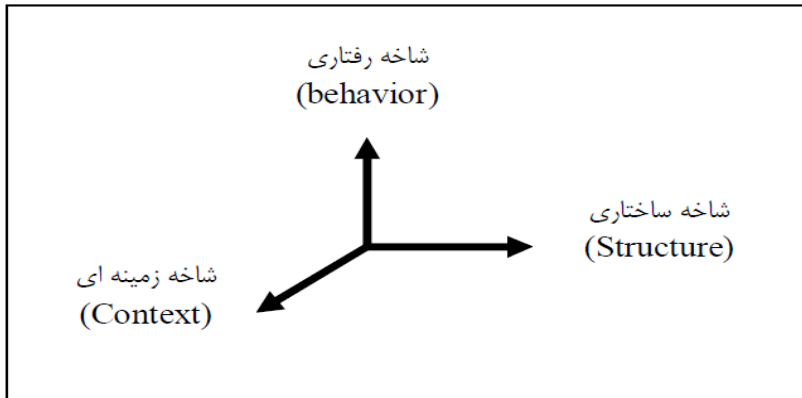 شاخه رفتاری
(behavior)
شاخه ساختاری
(Structure)
شاخه زمینه ای
(Context)